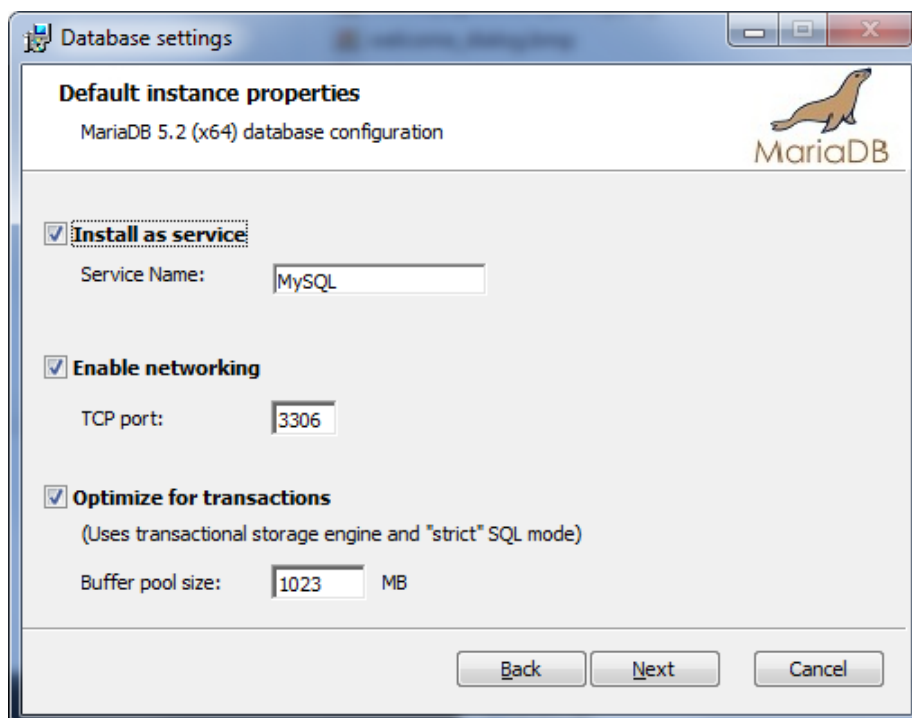 Database settings
Default instance properties
MariaDB 5.2 (x64) database configuration
MariaDB
Install as service
Service Name: MySQL
Enable networking
TCP port: 3306
Optimize for transactions
(Uses transactional storage engine and "strict" SQL mode)
Buffer pool size: 1023 MB
Back Next Cancel